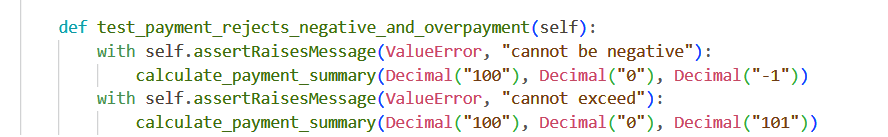 def test_payment_rejects_negative_and_overpayment(self):
    with self.assertRaisesMessage(ValueError, "cannot be negative"):
        calculate_payment_summary(Decimal("100"), Decimal("0"), Decimal("-1"))
    with self.assertRaisesMessage(ValueError, "cannot exceed"):
        calculate_payment_summary(Decimal("100"), Decimal("0"), Decimal("101"))